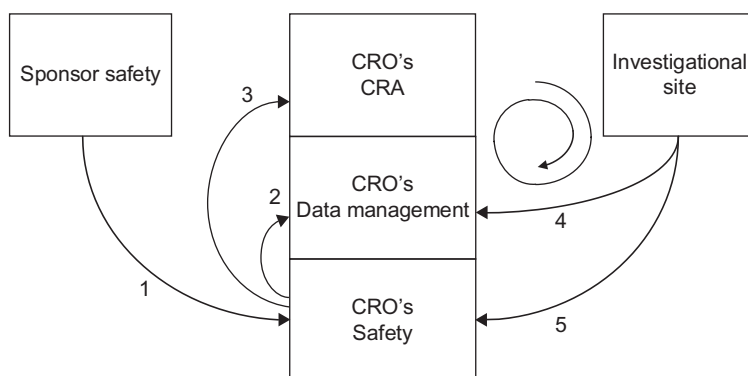 Sponsor safety
CRO’s
CRA
Investigational
site
3
CRO’s
Data management
2
4
1
CRO’s
Safety
5